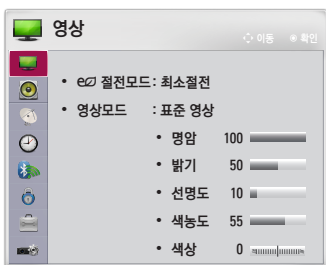 영상
이동 확인
• e 절전모드 : 최소절전
• 영상모드 : 표준 영상
• 명암 100
• 밝기 50
• 선명도 10
• 색농도 55
• 색상 0